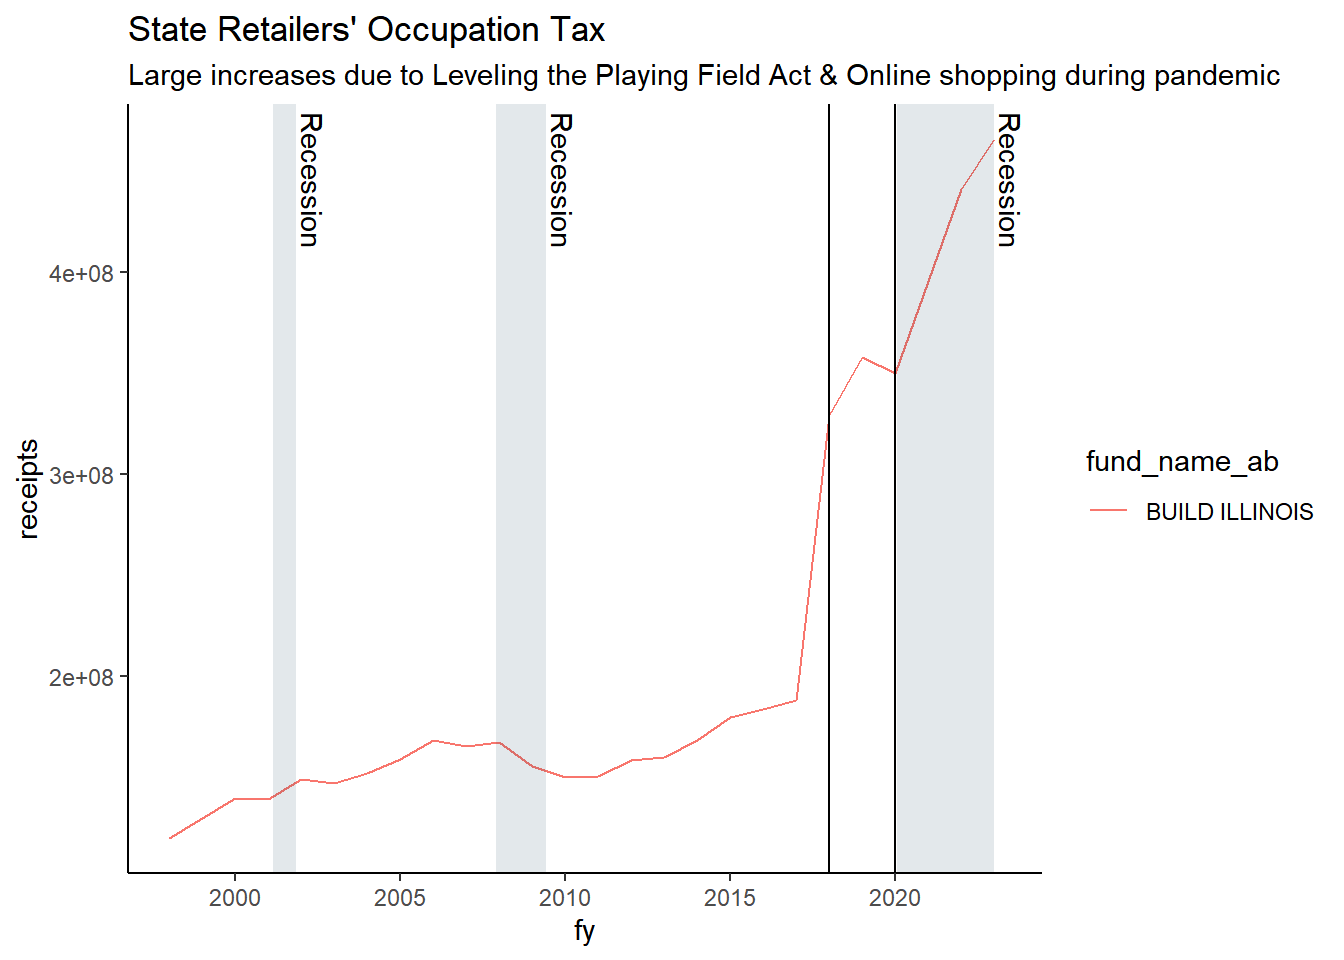 State Retailers' Occupation Tax
Large increases due to Leveling the Playing Field Act & Online shopping during pandemic
Recession
Recession
Recession
4e+08
3e+08
2e+08
receipts
2000
2005
2010
2015
2020
fy
fund_name_ab
BUILD ILLINOIS